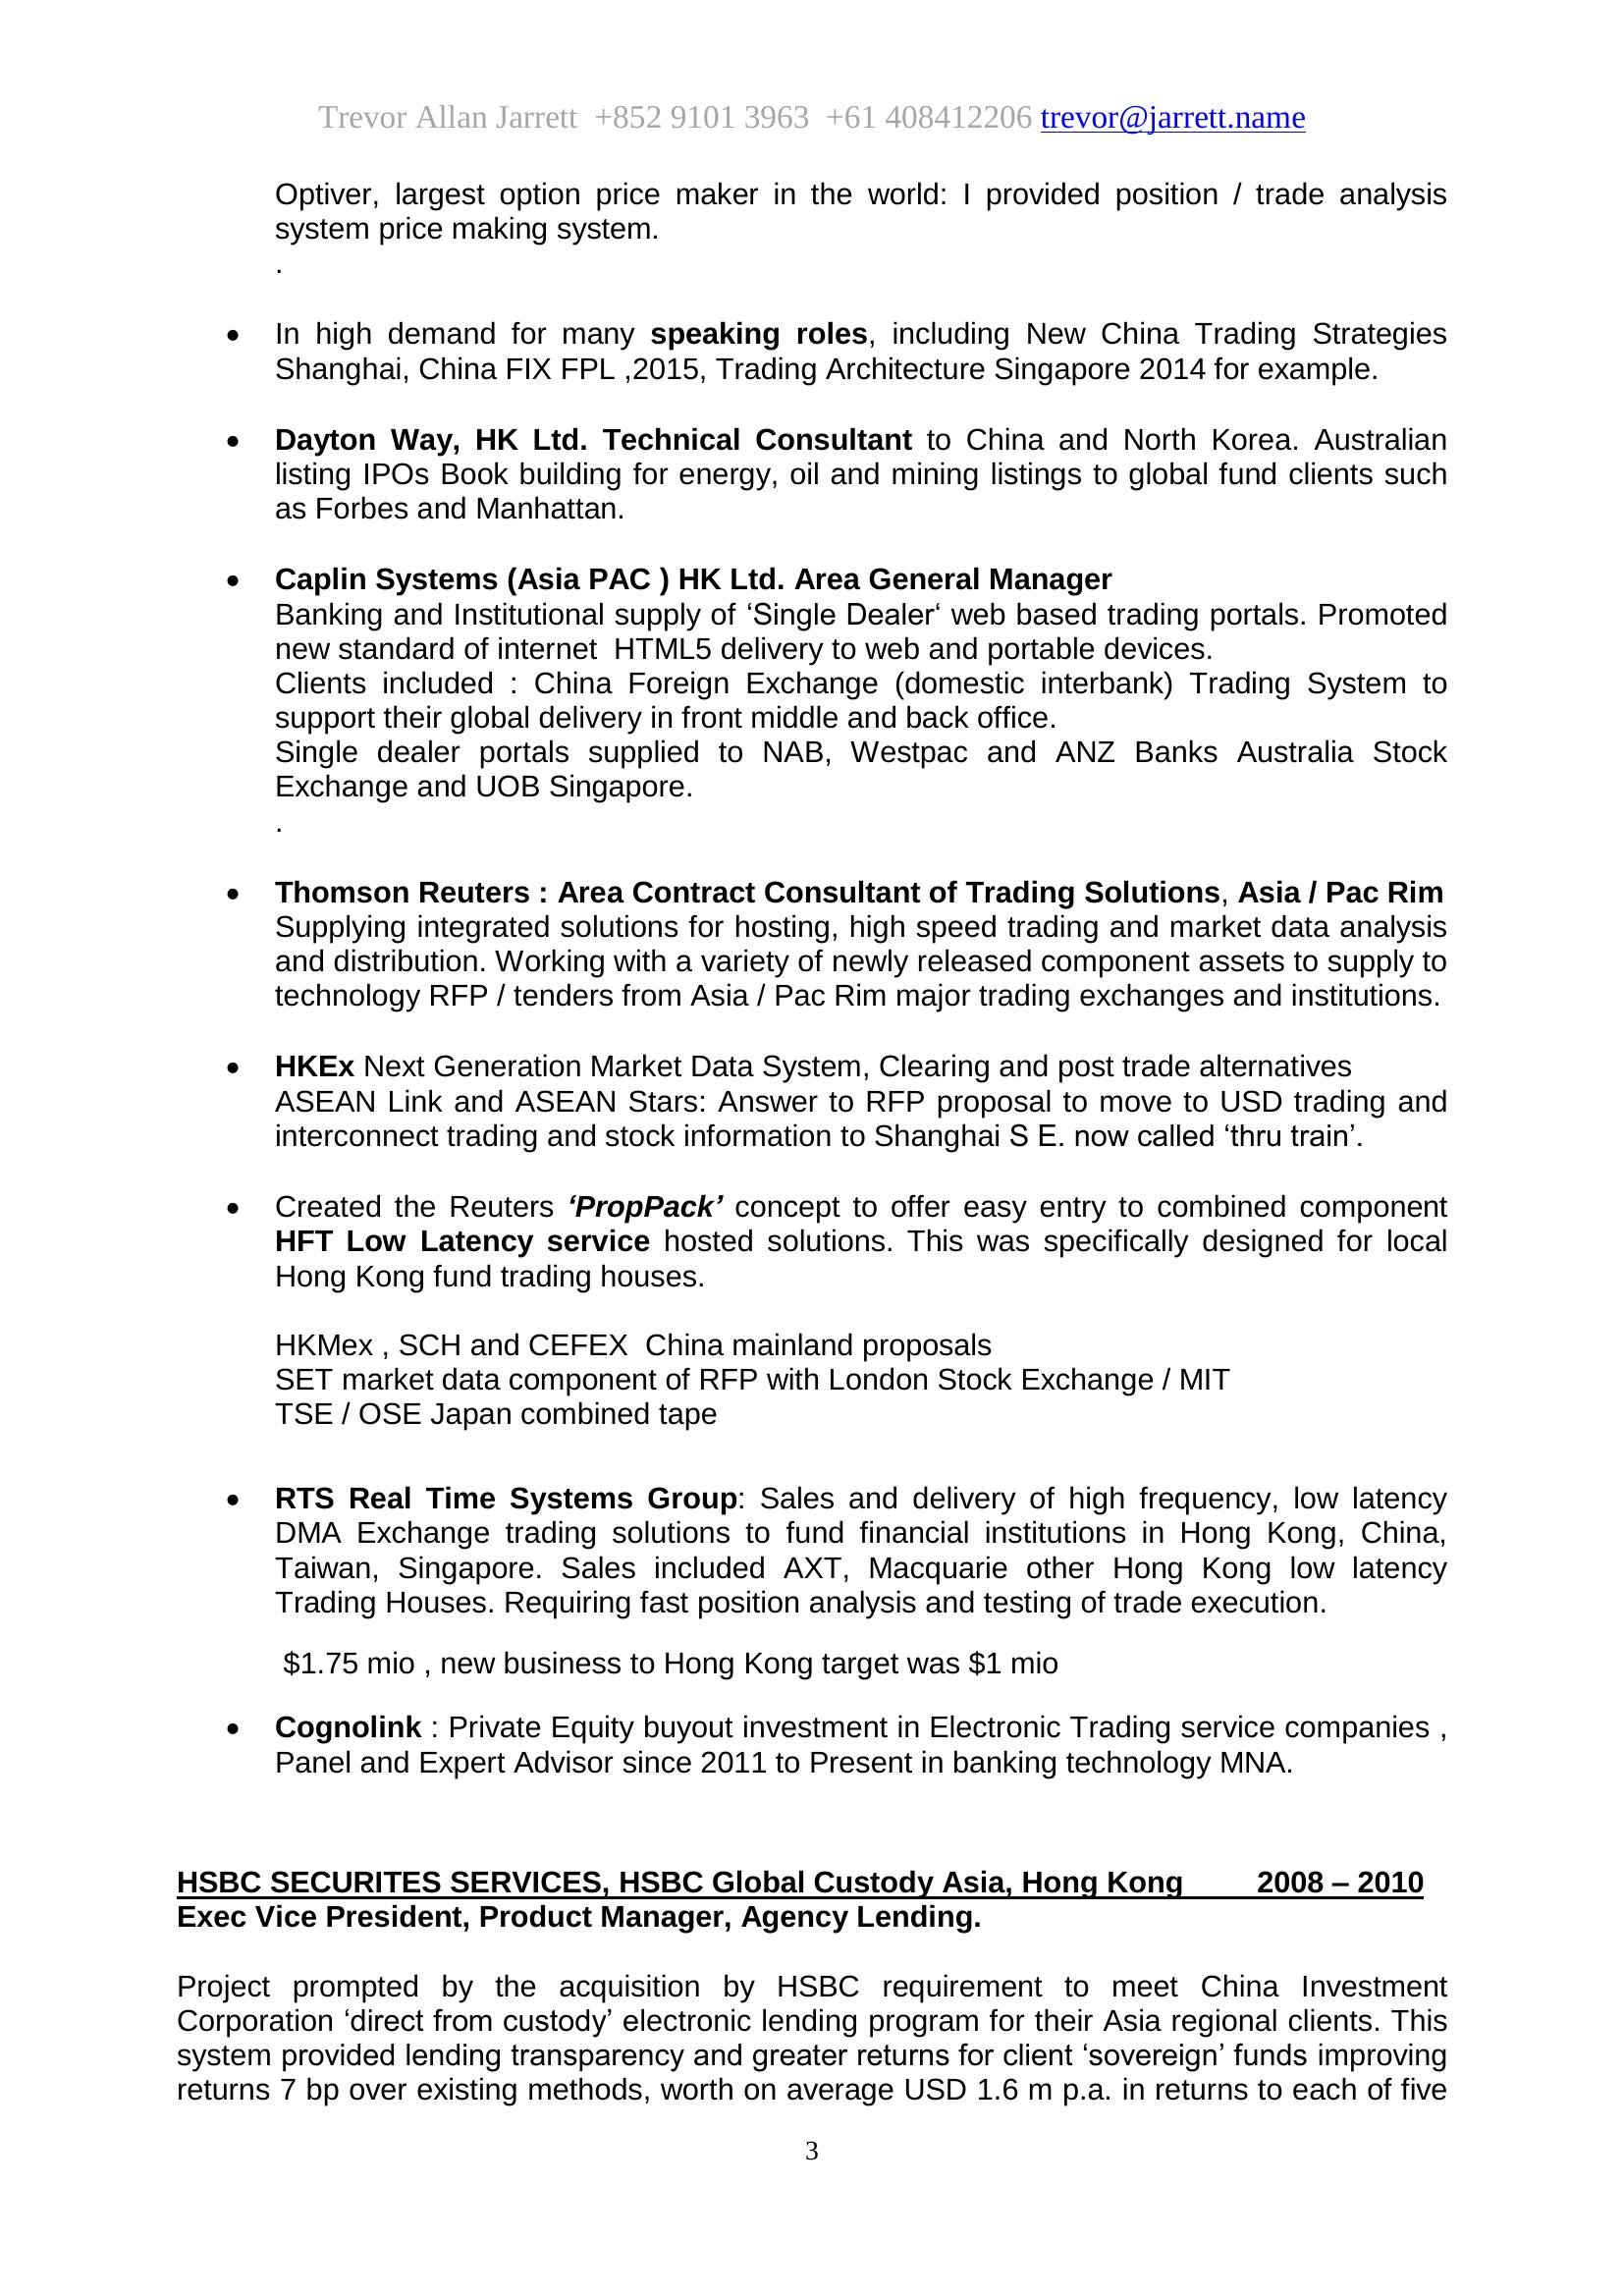 Trevor Allan Jarrett  +852 9101 3963  +61 408412206 trevor@jarrett.name
Optiver, largest option price maker in the world: I provided position / trade analysis
system price making system.
.
• In high demand for many speaking roles, including New China Trading Strategies
Shanghai, China FIX FPL ,2015, Trading Architecture Singapore 2014 for example.
• Dayton Way, HK Ltd. Technical Consultant to China and North Korea. Australian
listing IPOs Book building for energy, oil and mining listings to global fund clients such
as Forbes and Manhattan.
• Caplin Systems (Asia PAC ) HK Ltd. Area General Manager
Banking and Institutional supply of ‘Single Dealer‘ web based trading portals. Promoted
new standard of internet  HTML5 delivery to web and portable devices.
Clients included : China Foreign Exchange (domestic interbank) Trading System to
support their global delivery in front middle and back office.
Single dealer portals supplied to NAB, Westpac and ANZ Banks Australia Stock
Exchange and UOB Singapore.
.
• Thomson Reuters : Area Contract Consultant of Trading Solutions, Asia / Pac Rim
Supplying integrated solutions for hosting, high speed trading and market data analysis
and distribution. Working with a variety of newly released component assets to supply to
technology RFP / tenders from Asia / Pac Rim major trading exchanges and institutions.
• HKEx Next Generation Market Data System, Clearing and post trade alternatives
ASEAN Link and ASEAN Stars: Answer to RFP proposal to move to USD trading and
interconnect trading and stock information to Shanghai S E. now called ‘thru train’.
• Created the Reuters ‘PropPack’ concept to offer easy entry to combined component
HFT Low Latency service hosted solutions. This was specifically designed for local
Hong Kong fund trading houses.
HKMex , SCH and CEFEX  China mainland proposals
SET market data component of RFP with London Stock Exchange / MIT
TSE / OSE Japan combined tape
• RTS Real Time Systems Group: Sales and delivery of high frequency, low latency
DMA Exchange trading solutions to fund financial institutions in Hong Kong, China,
Taiwan, Singapore. Sales included AXT, Macquarie other Hong Kong low latency
Trading Houses. Requiring fast position analysis and testing of trade execution.
$1.75 mio , new business to Hong Kong target was $1 mio
• Cognolink : Private Equity buyout investment in Electronic Trading service companies ,
Panel and Expert Advisor since 2011 to Present in banking technology MNA.
HSBC SECURITES SERVICES, HSBC Global Custody Asia, Hong Kong 2008 – 2010
Exec Vice President, Product Manager, Agency Lending.
Project prompted by the acquisition by HSBC requirement to meet China Investment
Corporation ‘direct from custody’ electronic lending program for their Asia regional clients. This
system provided lending transparency and greater returns for client ‘sovereign’ funds improving
returns 7 bp over existing methods, worth on average USD 1.6 m p.a. in returns to each of five
3